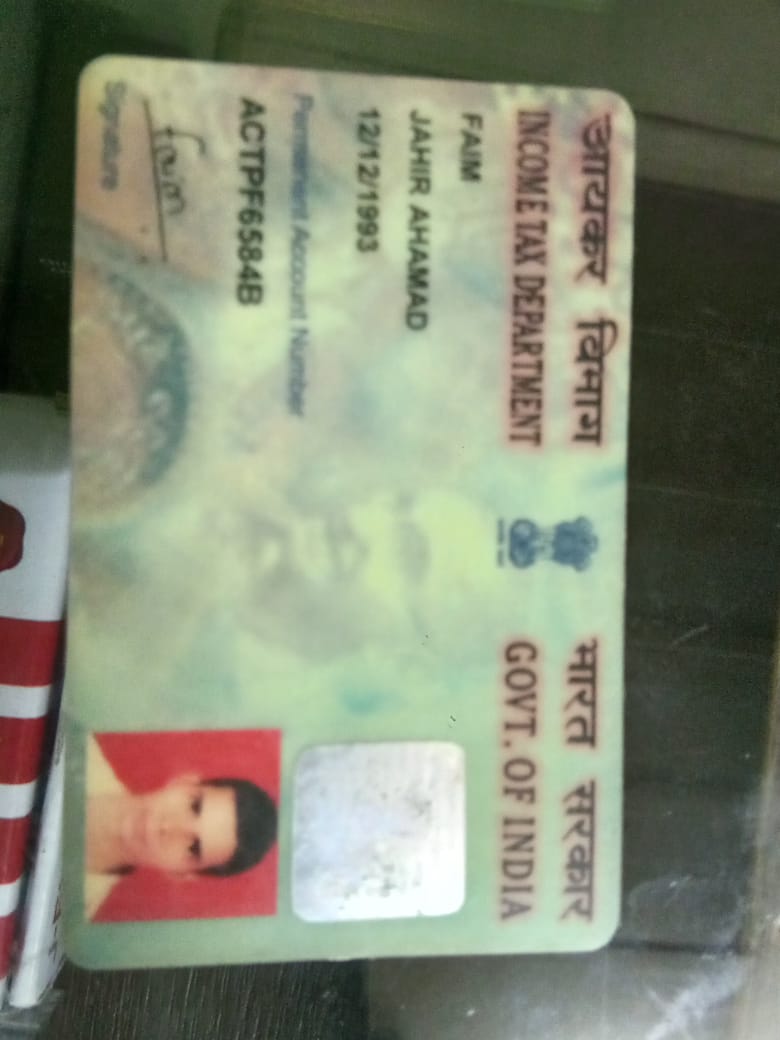 आयकर विभाग
INCOME TAX DEPARTMENT
भारत सरकार
GOVT. OF INDIA
FAIM
JAHIR AHAMAD
12/12/1993
Permanent Account Number
ACTPF6584B
Faim
Signature